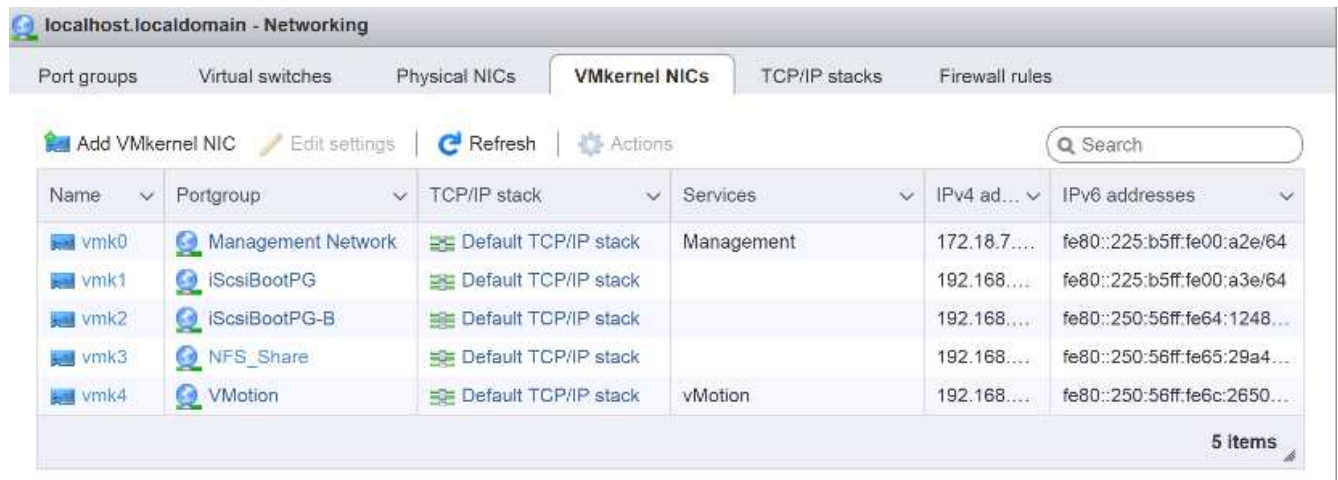 localhost.localdomain - Networking
Port groups Virtual switches Physical NICs VMkernel NICs TCP/IP stacks Firewall rules
Add VMkernel NIC Edit settings Refresh Actions Search
Name Portgroup TCP/IP stack Services IPv4 ad... IPv6 addresses
vmk0 Management Network Default TCP/IP stack Management 172.18.7.... fe80::225:b5ff:fe00:a2e/64
vmk1 iScsiBootPG Default TCP/IP stack 192.168.... fe80::225:b5ff:fe00:a3e/64
vmk2 iScsiBootPG-B Default TCP/IP stack 192.168.... fe80::250:56ff:fe64:1248...
vmk3 NFS_Share Default TCP/IP stack 192.168.... fe80::250:56ff:fe65:29a4...
vmk4 VMotion Default TCP/IP stack vMotion 192.168.... fe80::250:56ff:fe6c:2650...
5 items